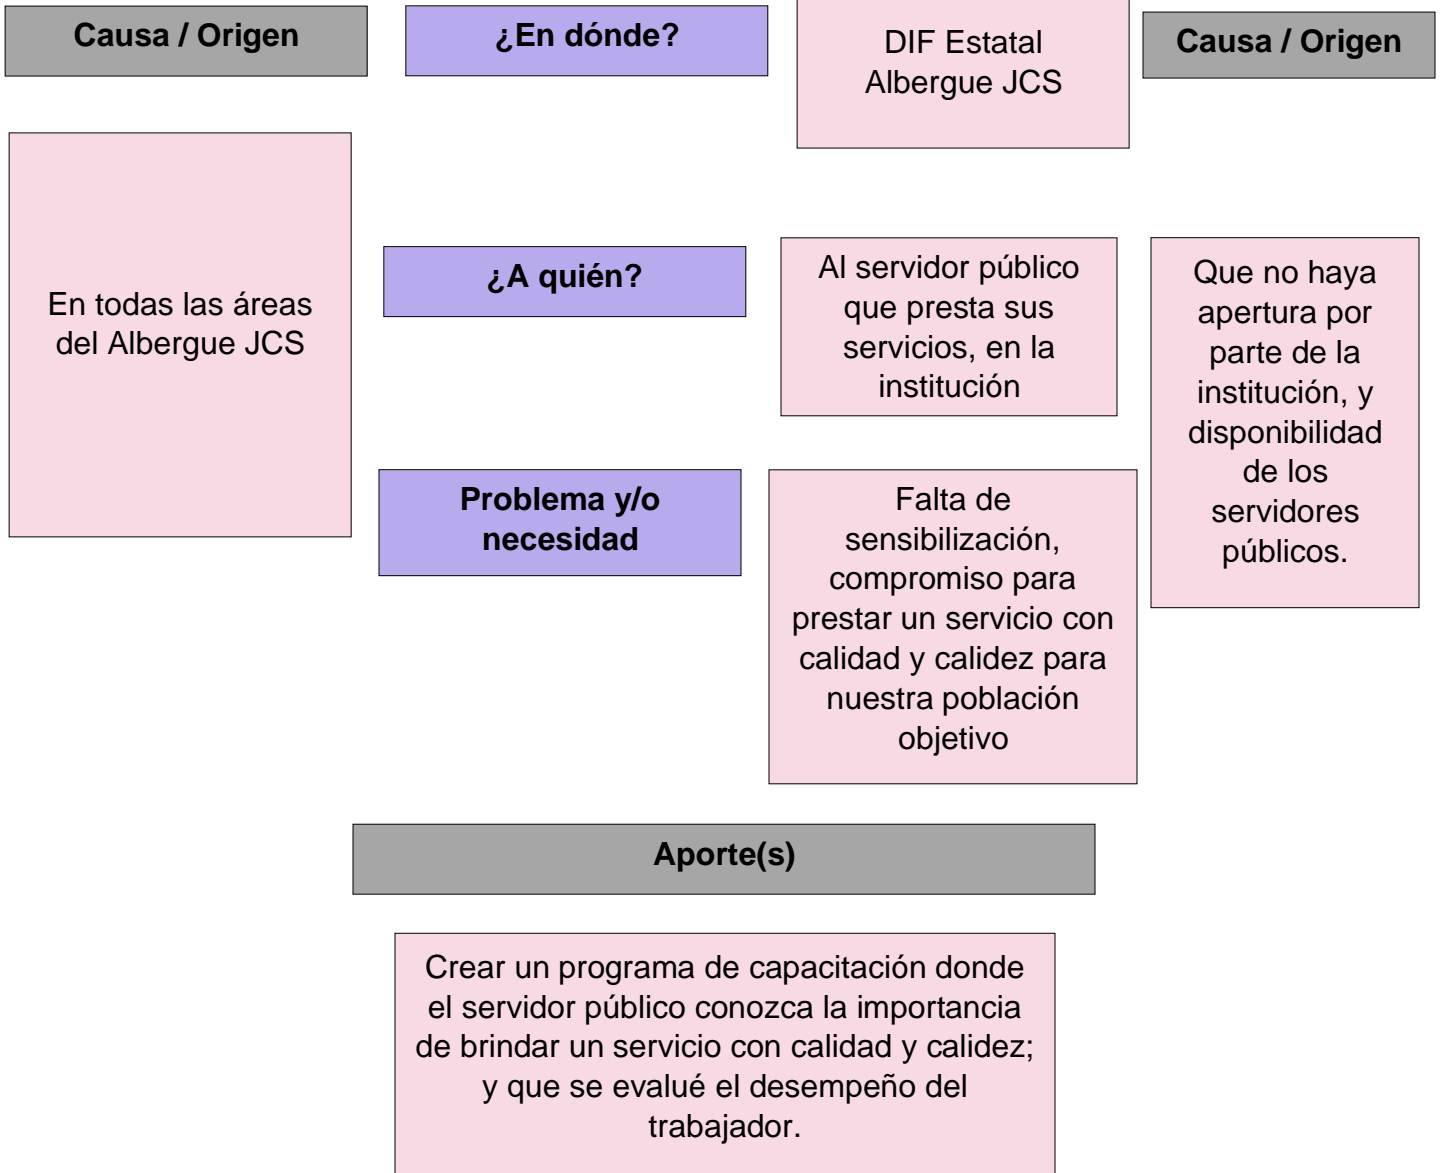 Causa / Origen
¿En dónde?
DIF Estatal
Albergue JCS
Causa / Origen
En todas las áreas
del Albergue JCS
¿A quién?
Al servidor público
que presta sus
servicios, en la
institución
Que no haya
apertura por
parte de la
institución, y
disponibilidad
de los
servidores
públicos.
Problema y/o
necesidad
Falta de
sensibilización,
compromiso para
prestar un servicio con
calidad y calidez para
nuestra población
objetivo
Aporte(s)
Crear un programa de capacitación donde
el servidor público conozca la importancia
de brindar un servicio con calidad y calidez;
y que se evalué el desempeño del
trabajador.